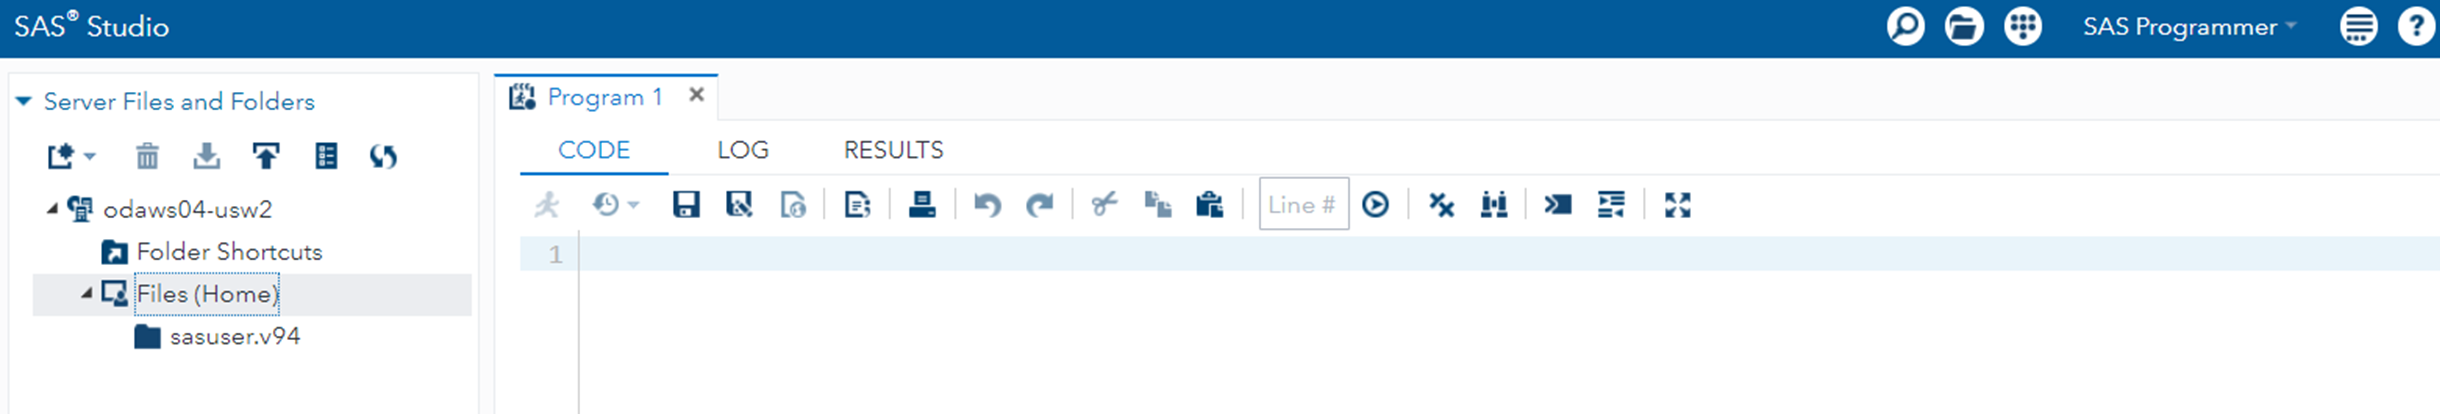 SAS® Studio
SAS Programmer
?
Server Files and Folders
odaws04-usw2
Folder Shortcuts
Files (Home)
sasuser.v94
Program 1
CODE LOG RESULTS
Line #
1